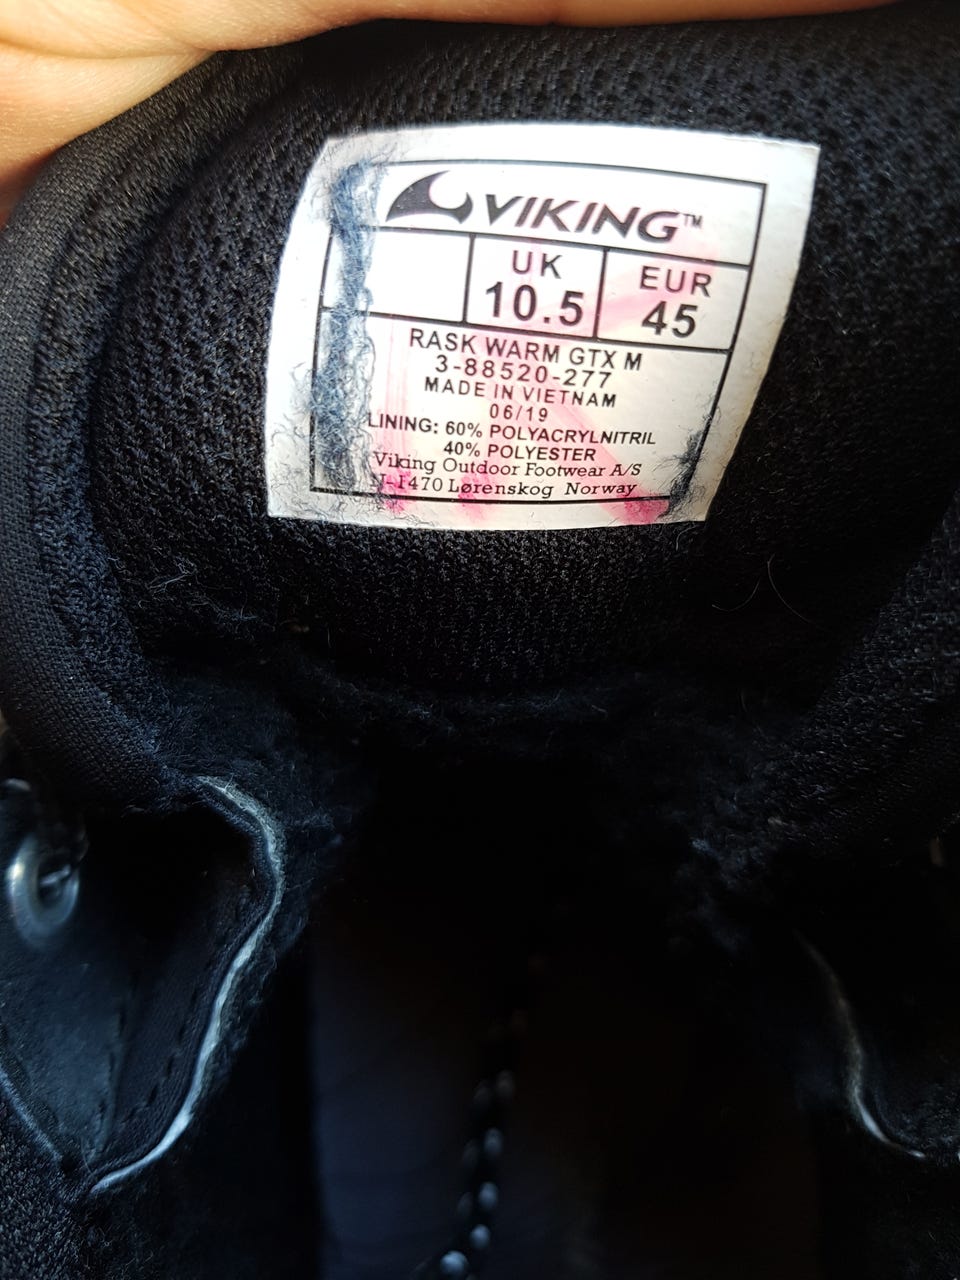 VIKING™
UK EUR
10.5 45
RASK WARM GTX M
3-88520-277
MADE IN VIETNAM
06/19
LINING: 60% POLYACRYLNITRIL
40% POLYESTER
Viking Outdoor Footwear A/S
N-1470 Lørenskog Norway